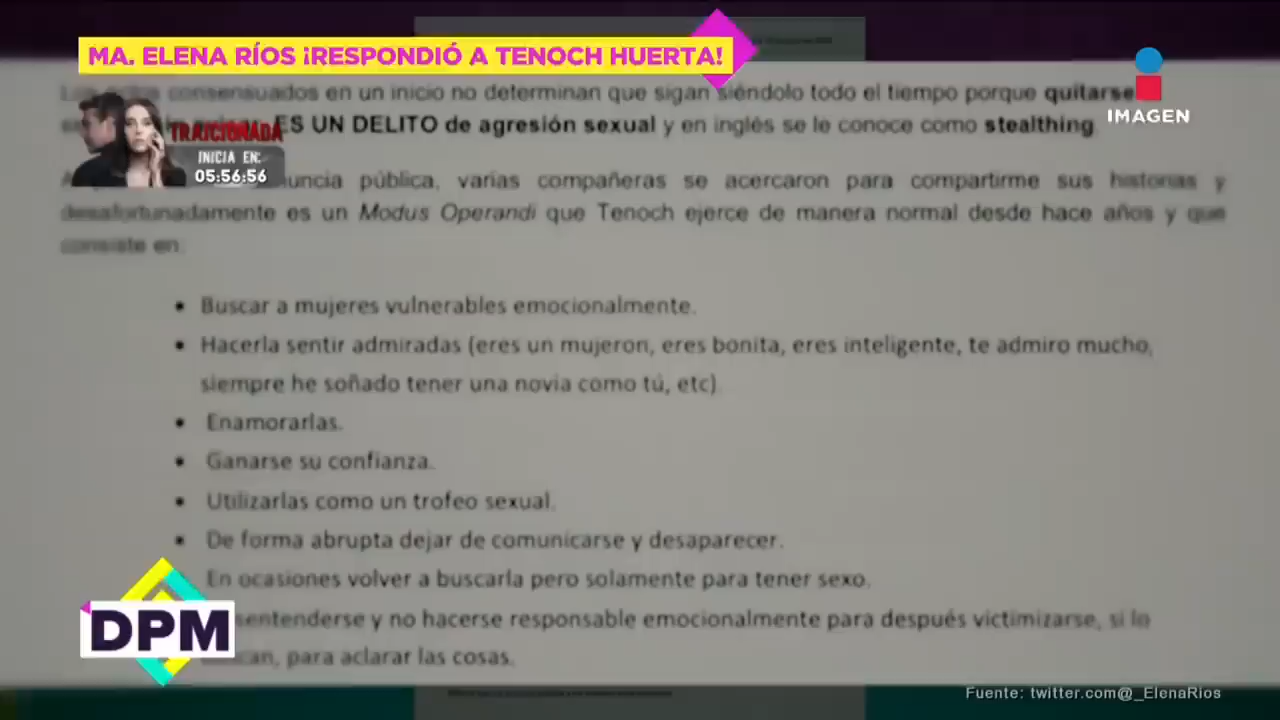 MA. ELENA RÍOS ¡RESPONDIÓ A TENOCH HUERTA!
IMAGEN
consensuados en un inicio no determinan que sigan siéndolo todo el tiempo porque quitarse
ES UN DELITO de agresión sexual y en inglés se le conoce como stealthing.
TRAICIONADA
INICIA EN:
05:56:56
pública, varias compañeras se acercaron para compartirme sus historias y
desafortunadamente es un Modus Operandi que Tenoch ejerce de manera normal desde hace años y que
consiste en:
• Buscar a mujeres vulnerables emocionalmente.
• Hacerla sentir admiradas (eres un mujeron, eres bonita, eres inteligente, te admiro mucho,
siempre he soñado tener una novia como tú, etc).
• Enamorarlas.
• Ganarse su confianza.
• Utilizarlas como un trofeo sexual.
• De forma abrupta dejar de comunicarse y desaparecer.
En ocasiones volver a buscarla pero solamente para tener sexo.
y no hacerse responsable emocionalmente para después victimizarse, si lo
para aclarar las cosas.
DPM
Fuente: twitter.com@_ElenaRios